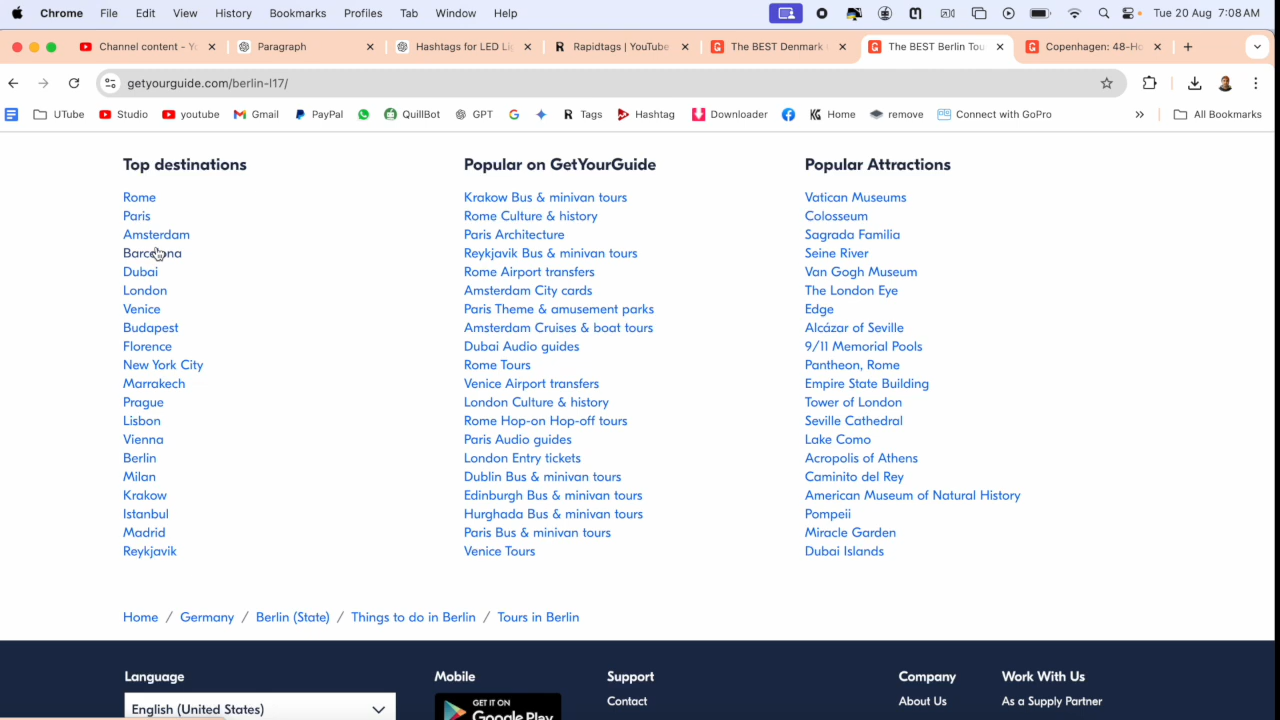 Chrome File Edit View History Bookmarks Profiles Tab Window Help Tue 20 Aug 7:08 AM
Channel content - Y Paragraph Hashtags for LED Li Rapidtags | YouTube The BEST Denmark The BEST Berlin Tou Copenhagen: 48-Ho
getyourguide.com/berlin-l17/
UTube Studio youtube Gmail PayPal QuillBot GPT Tags Hashtag Downloader Home remove Connect with GoPro All Bookmarks
Top destinations
Rome
Paris
Amsterdam
Barcelona
Dubai
London
Venice
Budapest
Florence
New York City
Marrakech
Prague
Lisbon
Vienna
Berlin
Milan
Krakow
Istanbul
Madrid
Reykjavik
Popular on GetYourGuide
Krakow Bus & minivan tours
Rome Culture & history
Paris Architecture
Reykjavik Bus & minivan tours
Rome Airport transfers
Amsterdam City cards
Paris Theme & amusement parks
Amsterdam Cruises & boat tours
Dubai Audio guides
Rome Tours
Venice Airport transfers
London Culture & history
Rome Hop-on Hop-off tours
Paris Audio guides
London Entry tickets
Dublin Bus & minivan tours
Edinburgh Bus & minivan tours
Hurghada Bus & minivan tours
Paris Bus & minivan tours
Venice Tours
Popular Attractions
Vatican Museums
Colosseum
Sagrada Familia
Seine River
Van Gogh Museum
The London Eye
Edge
Alcázar of Seville
9/11 Memorial Pools
Pantheon, Rome
Empire State Building
Tower of London
Seville Cathedral
Lake Como
Acropolis of Athens
Caminito del Rey
American Museum of Natural History
Pompeii
Miracle Garden
Dubai Islands
Home / Germany / Berlin (State) / Things to do in Berlin / Tours in Berlin
Language
English (United States)
Mobile
GET IT ON
Google Play
Support
Contact
Company
About Us
Work With Us
As a Supply Partner